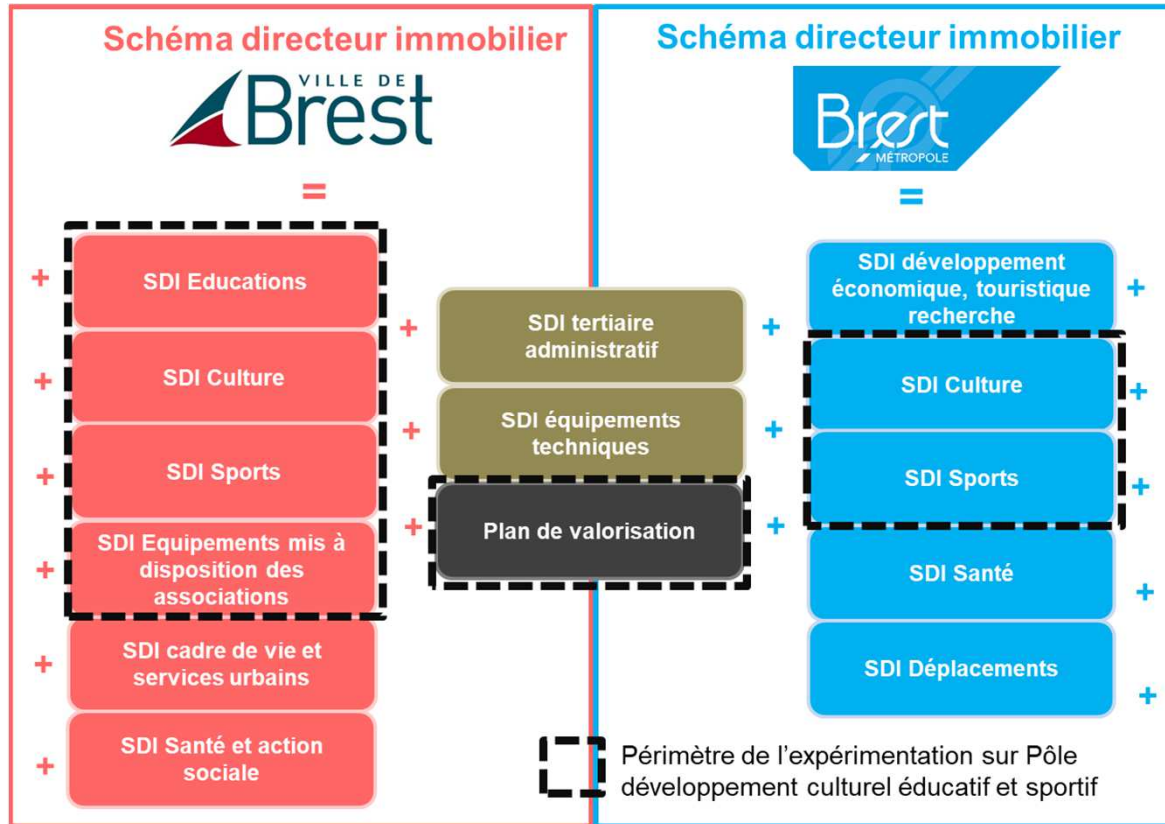 Schéma directeur immobilier
VILLE DE
Brest
=
+
SDI Educations
+
SDI Culture
+
SDI Sports
+
SDI Equipements mis à
disposition des
associations
+
SDI cadre de vie et
services urbains
+
SDI Santé et action
sociale
+
SDI tertiaire
administratif
+
+
SDI équipements
techniques
+
+
Plan de valorisation
+
Schéma directeur immobilier
Brest
MÉTROPOLE
=
SDI développement
économique, touristique
recherche
+
SDI Culture
+
SDI Sports
+
SDI Santé
+
SDI Déplacements
+
Périmètre de l'expérimentation sur Pôle
développement culturel éducatif et sportif